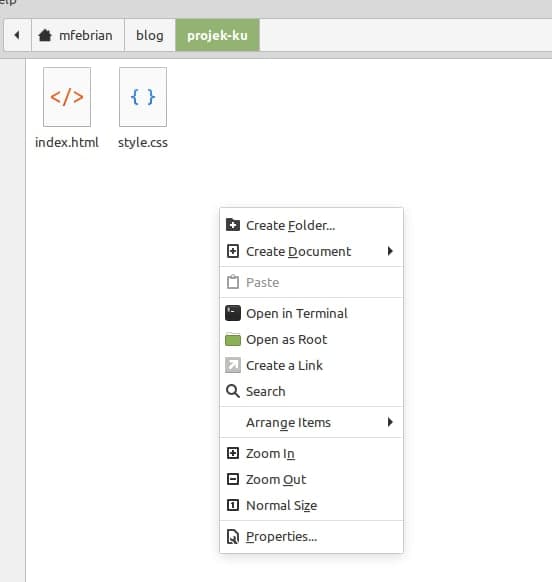 elp
mfebrian
blog
projek-ku
</>
{ }
index.html
style.css
Create Folder...
Create Document
Paste
Open in Terminal
Open as Root
Create a Link
Search
Arrange Items
Zoom In
Zoom Out
1 Normal Size
Properties...